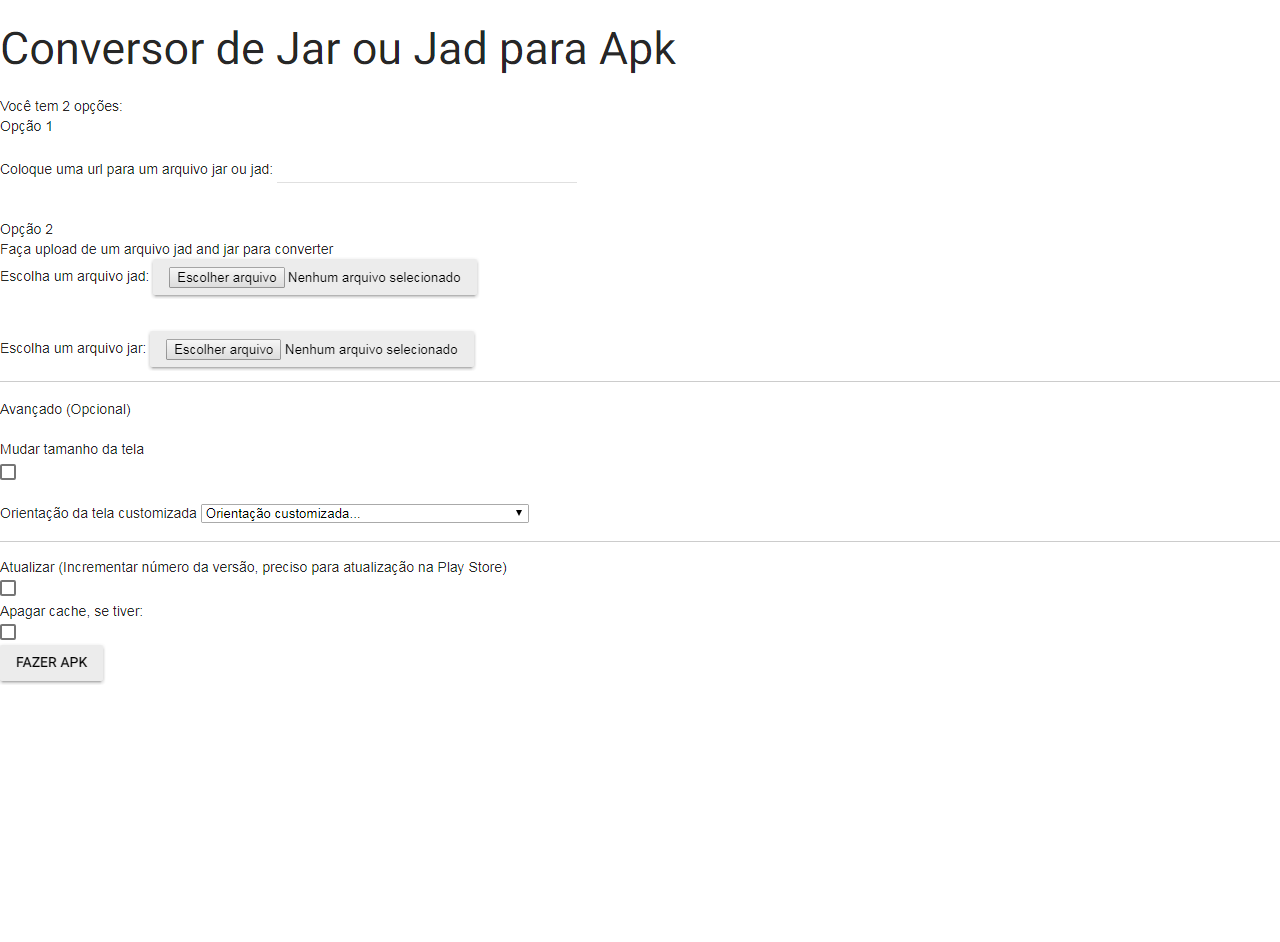 Conversor de Jar ou Jad para Apk
Você tem 2 opções:
Opção 1
Coloque uma url para um arquivo jar ou jad:
Opção 2
Faça upload de um arquivo jad and jar para converter
Escolha um arquivo jad: Escolher arquivo Nenhum arquivo selecionado
Escolha um arquivo jar: Escolher arquivo Nenhum arquivo selecionado
Avançado (Opcional)
Mudar tamanho da tela
Orientação da tela customizada Orientação customizada...
Atualizar (Incrementar número da versão, preciso para atualização na Play Store)
Apagar cache, se tiver:
FAZER APK